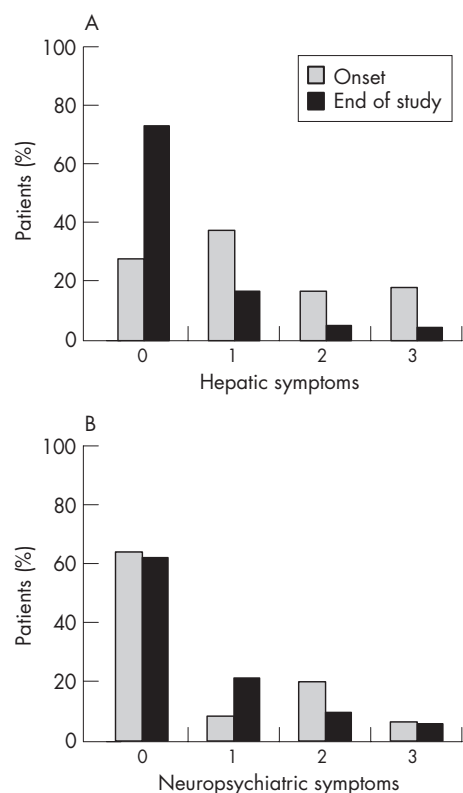 A
100
80
60
40
20
0
Patients (%)
Onset
End of study
0 1 2 3
Hepatic symptoms
B
100
80
60
40
20
0
Patients (%)
0 1 2 3
Neuropsychiatric symptoms